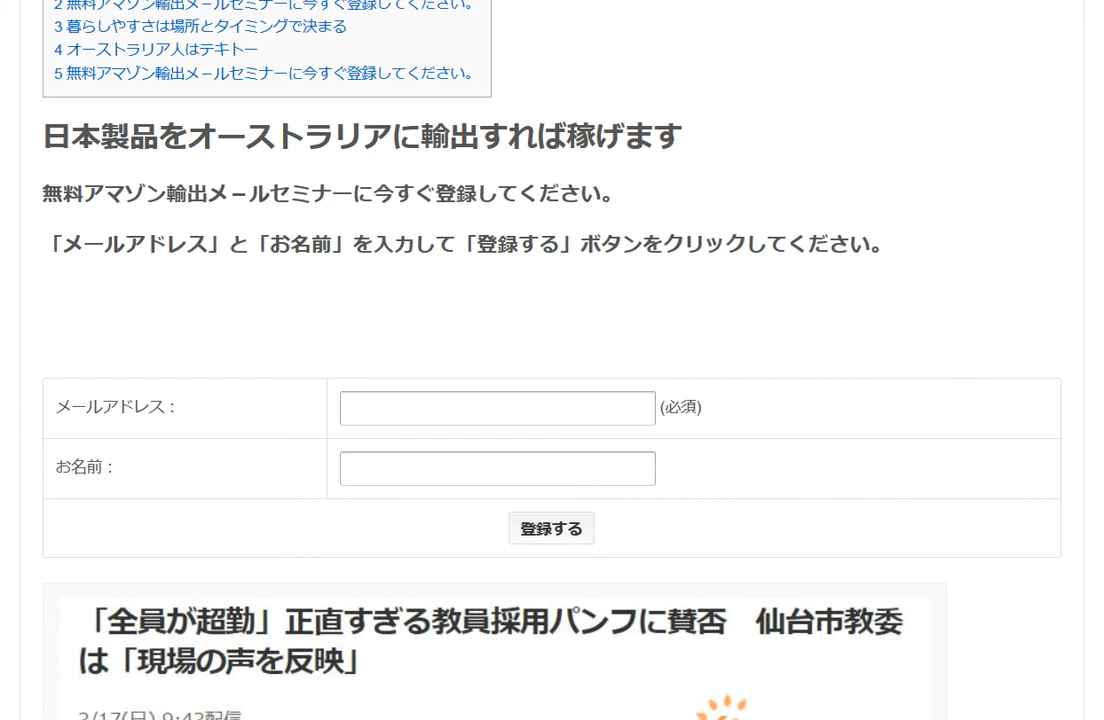 2 無料アマゾン輸出メ－ルセミナーに今すぐ登録してください。
3 暮らしやすさは場所とタイミングで決まる
4 オーストラリア人はテキトー
5 無料アマゾン輸出メ－ルセミナーに今すぐ登録してください。
日本製品をオーストラリアに輸出すれば稼げます
無料アマゾン輸出メ－ルセミナーに今すぐ登録してください。
「メールアドレス」と「お名前」を入力して「登録する」ボタンをクリックしてください。
メールアドレス： (必須)
お名前：
登録する
「全員が超勤」正直すぎる教員採用パンフに賛否　仙台市教委
は「現場の声を反映」
3/17(日) 9:42配信